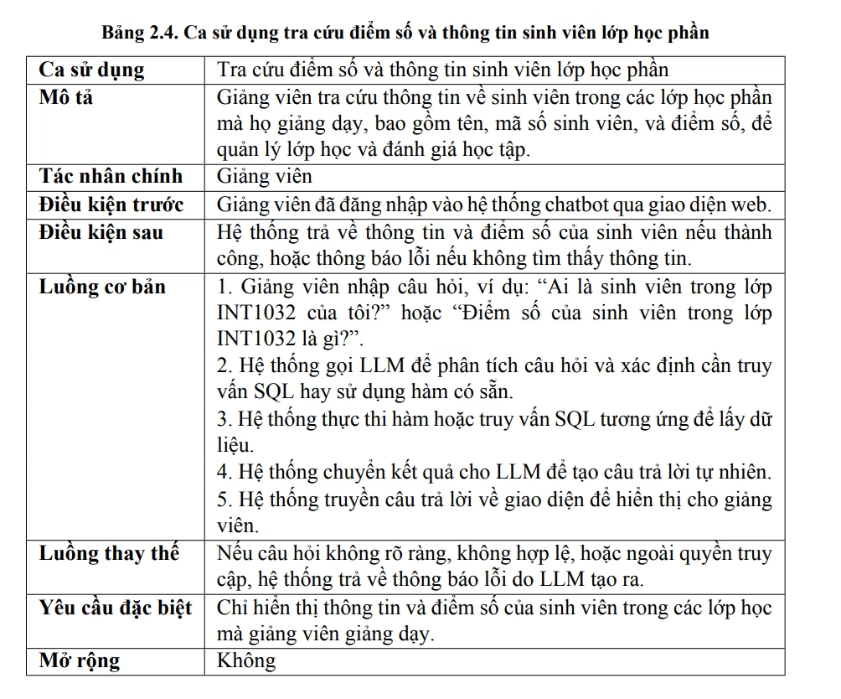 Bảng 2.4. Ca sử dụng tra cứu điểm số và thông tin sinh viên lớp học phần
Ca sử dụng
Tra cứu điểm số và thông tin sinh viên lớp học phần
Mô tả
Giảng viên tra cứu thông tin về sinh viên trong các lớp học phần
mà họ giảng dạy, bao gồm tên, mã số sinh viên, và điểm số, để
quản lý lớp học và đánh giá học tập.
Tác nhân chính
Giảng viên
Điều kiện trước
Giảng viên đã đăng nhập vào hệ thống chatbot qua giao diện web.
Điều kiện sau
Hệ thống trả về thông tin và điểm số của sinh viên nếu thành
công, hoặc thông báo lỗi nếu không tìm thấy thông tin.
Luồng cơ bản
1. Giảng viên nhập câu hỏi, ví dụ: “Ai là sinh viên trong lớp
INT1032 của tôi?” hoặc “Điểm số của sinh viên trong lớp
INT1032 là gì?”.
2. Hệ thống gọi LLM để phân tích câu hỏi và xác định cần truy
vấn SQL hay sử dụng hàm có sẵn.
3. Hệ thống thực thi hàm hoặc truy vấn SQL tương ứng để lấy dữ
liệu.
4. Hệ thống chuyển kết quả cho LLM để tạo câu trả lời tự nhiên.
5. Hệ thống truyền câu trả lời về giao diện để hiển thị cho giảng
viên.
Luồng thay thế
Nếu câu hỏi không rõ ràng, không hợp lệ, hoặc ngoài quyền truy
cập, hệ thống trả về thông báo lỗi do LLM tạo ra.
Yêu cầu đặc biệt
Chỉ hiển thị thông tin và điểm số của sinh viên trong các lớp học
mà giảng viên giảng dạy.
Mở rộng
Không